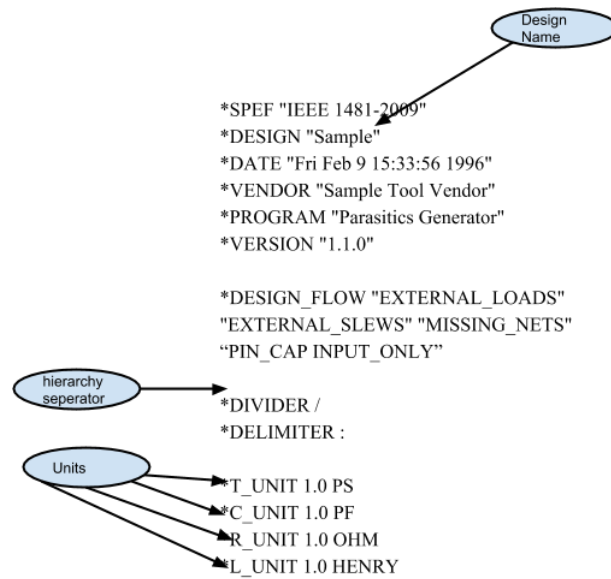 Design
Name
*SPEF "IEEE 1481-2009"
*DESIGN "Sample"
*DATE "Fri Feb 9 15:33:56 1996"
*VENDOR "Sample Tool Vendor"
*PROGRAM "Parasitics Generator"
*VERSION "1.1.0"
*DESIGN_FLOW "EXTERNAL_LOADS"
"EXTERNAL_SLEWS" "MISSING_NETS"
“PIN_CAP INPUT_ONLY”
hierarchy
seperator
*DIVIDER /
*DELIMITER :
Units
*T_UNIT 1.0 PS
*C_UNIT 1.0 PF
*R_UNIT 1.0 OHM
*L_UNIT 1.0 HENRY